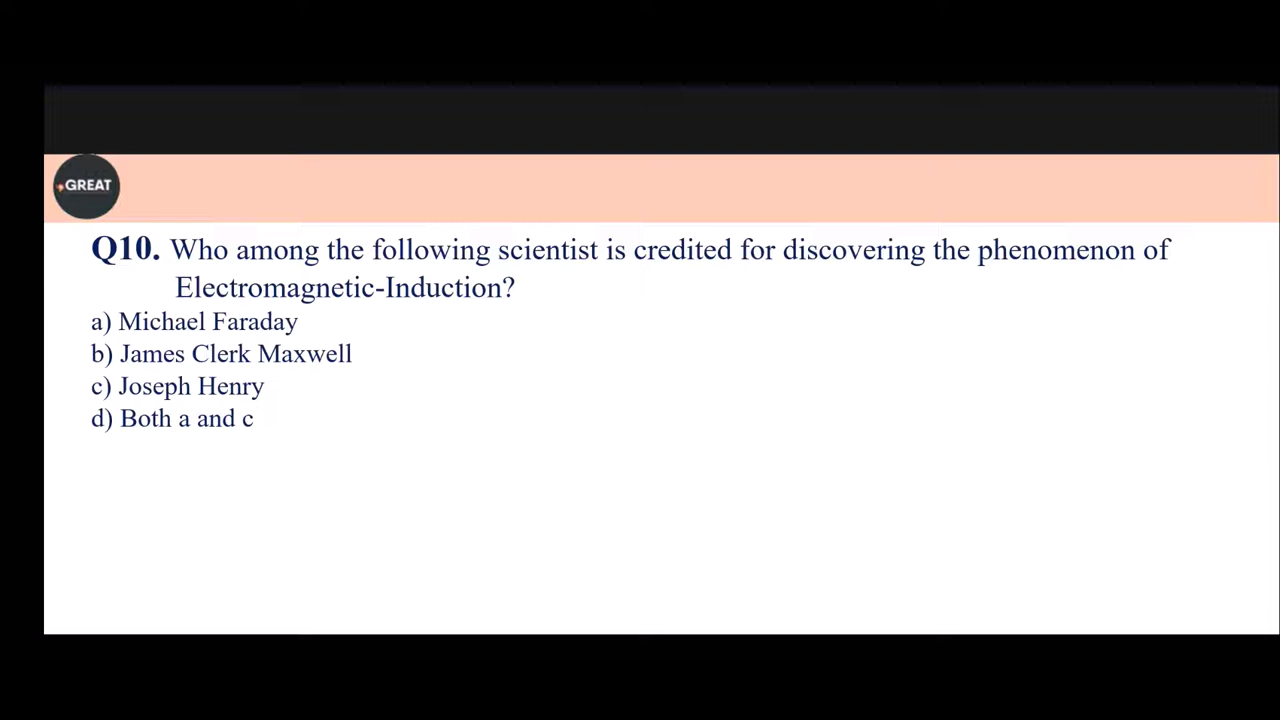 GREAT
Q10. Who among the following scientist is credited for discovering the phenomenon of
Electromagnetic-Induction?
a) Michael Faraday
b) James Clerk Maxwell
c) Joseph Henry
d) Both a and c